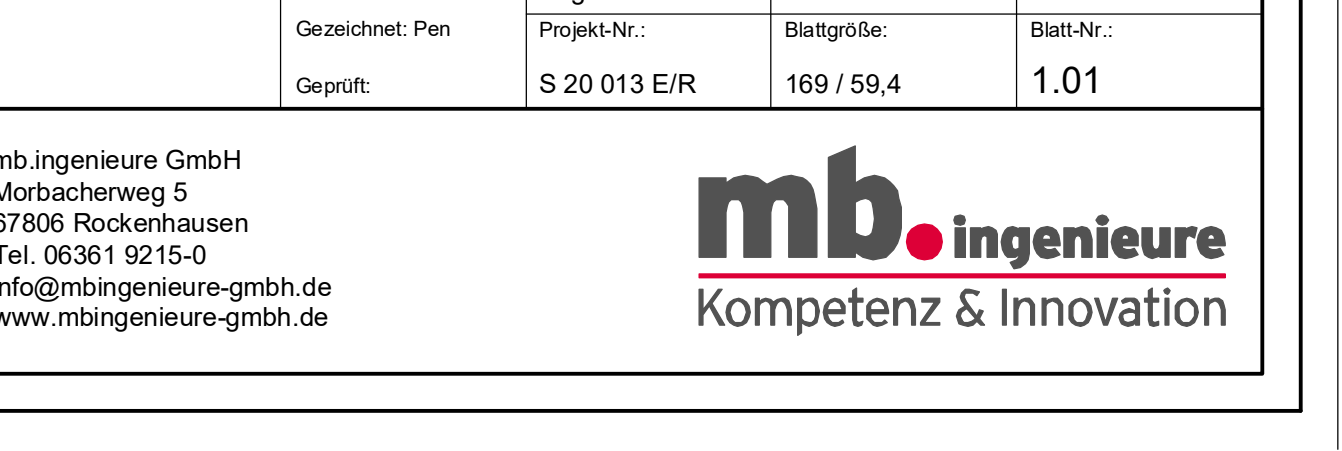 Gezeichnet: Pen
Projekt-Nr.:
Blattgröße:
Blatt-Nr.:
Geprüft:
S 20 013 E/R
169 / 59,4
1.01
mb.ingenieure GmbH
Morbacherweg 5
67806 Rockenhausen
Tel. 06361 9215-0
info@mbingenieure-gmbh.de
www.mbingenieure-gmbh.de
mb.ingenieure
Kompetenz & Innovation